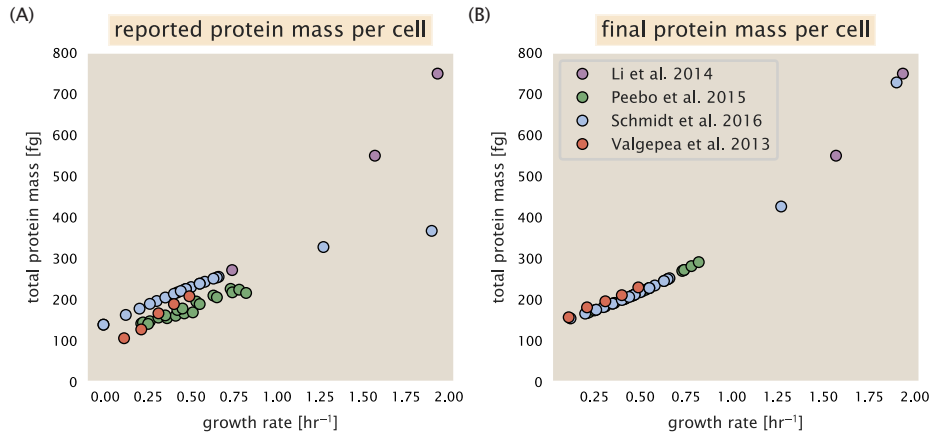 (A)
reported protein mass per cell
800
700
600
500
400
300
200
100
0
total protein mass [fg]
0.00 0.25 0.50 0.75 1.00 1.25 1.50 1.75 2.00
growth rate [hr⁻¹]
(B)
final protein mass per cell
Li et al. 2014
Peebo et al. 2015
Schmidt et al. 2016
Valgepea et al. 2013
800
700
600
500
400
300
200
100
0
total protein mass [fg]
0.25 0.50 0.75 1.00 1.25 1.50 1.75 2.00
growth rate [hr⁻¹]